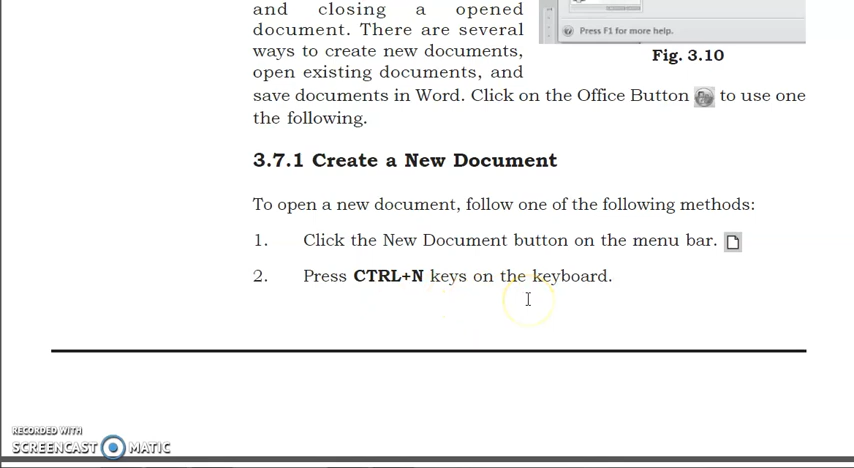 and closing a opened
document. There are several
ways to create new documents,
open existing documents, and
Press F1 for more help.
Fig. 3.10
save documents in Word. Click on the Office Button to use one
the following.
3.7.1 Create a New Document
To open a new document, follow one of the following methods:
1. Click the New Document button on the menu bar.
2. Press CTRL+N keys on the keyboard.
RECORDED WITH
SCREENCAST MATIC